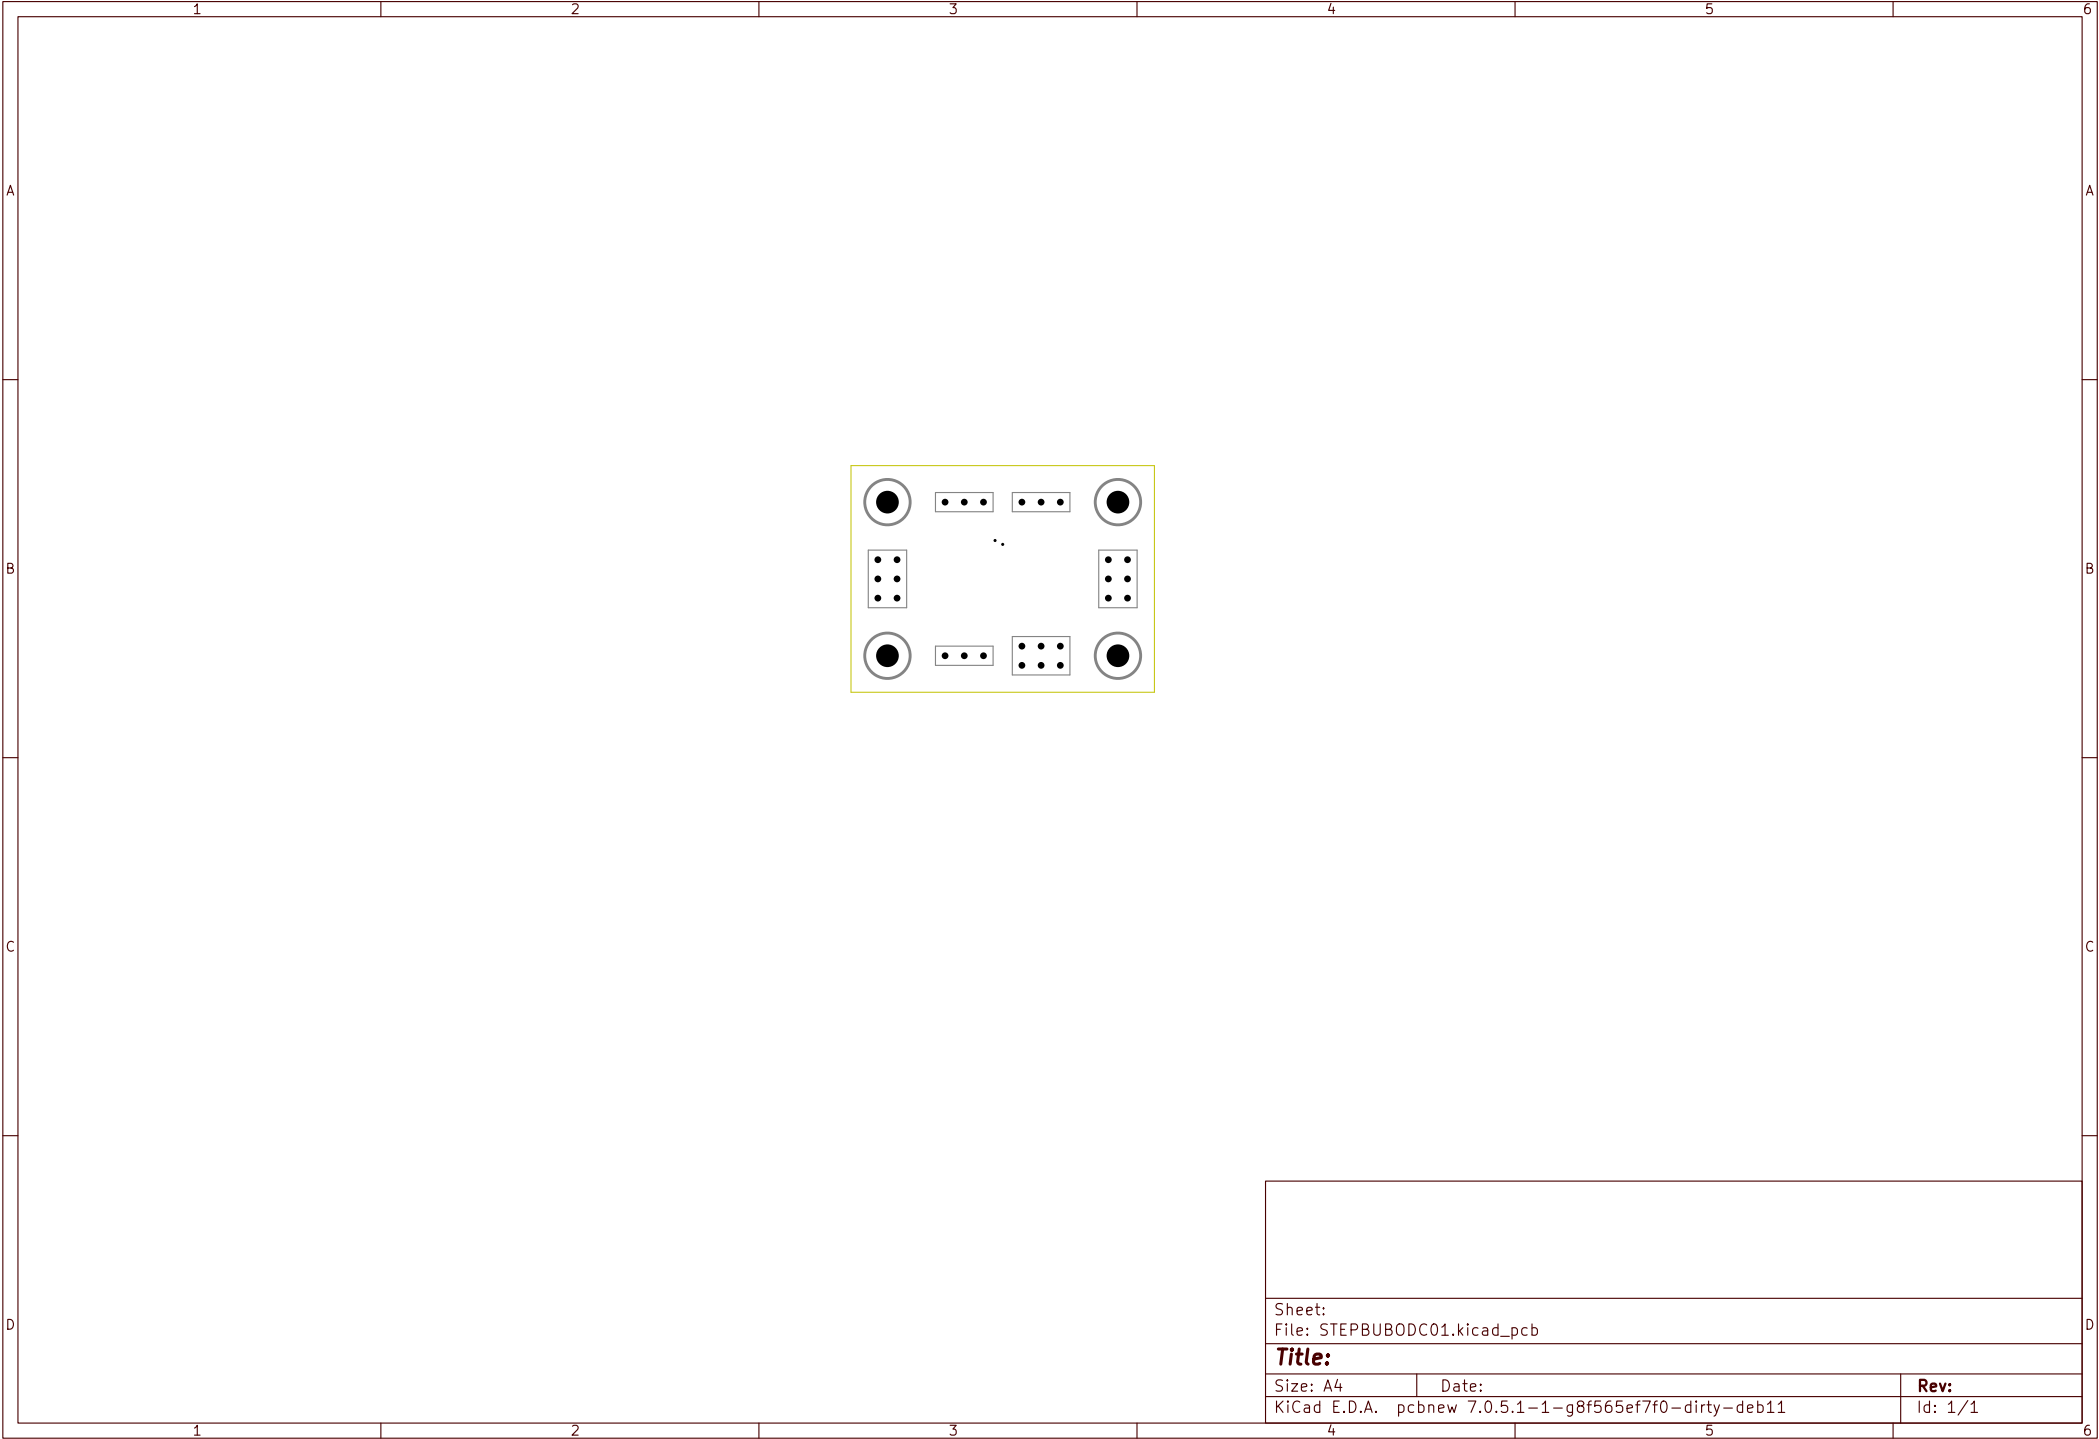 1 2 3 4 5 6
A A
B B
C C
D D
Sheet:
File: STEPBUBODC01.kicad_pcb
Title:
Size: A4 Date: Rev:
KiCad E.D.A. pcbnew 7.0.5.1-1-g8f565ef7f0-dirty-deb11 Id: 1/1
1 2 3 4 5 6